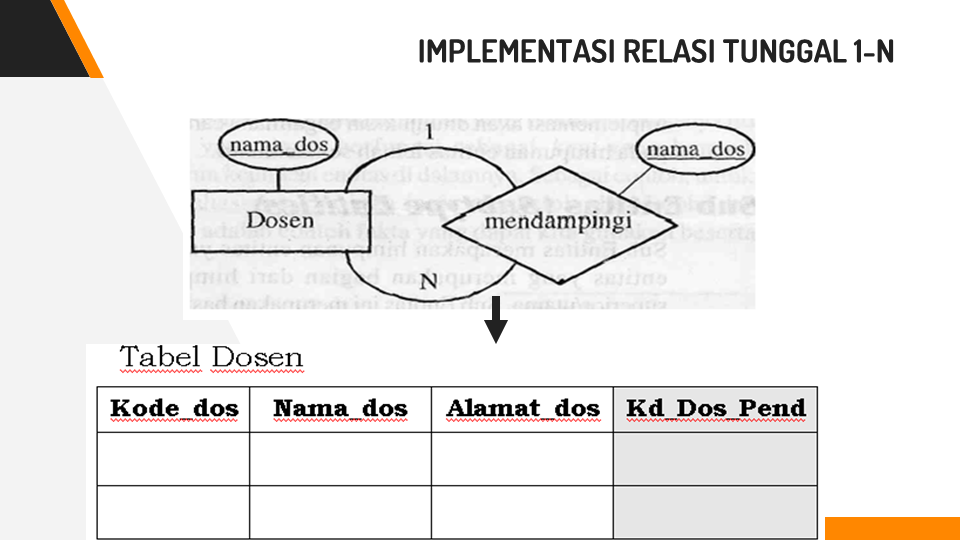 IMPLEMENTASI RELASI TUNGGAL 1-N
1
nama_dos
nama_dos
Dosen
mendampingi
N
Tabel Dosen
Kode_dos Nama_dos Alamat_dos Kd_Dos_Pend